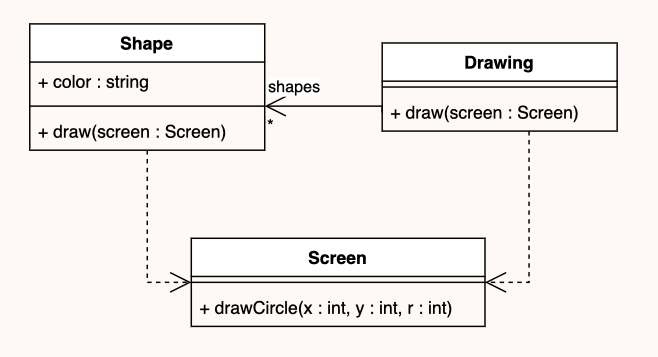 Shape
+ color : string
+ draw(screen : Screen)
shapes
*
Drawing
+ draw(screen : Screen)
Screen
+ drawCircle(x : int, y : int, r : int)